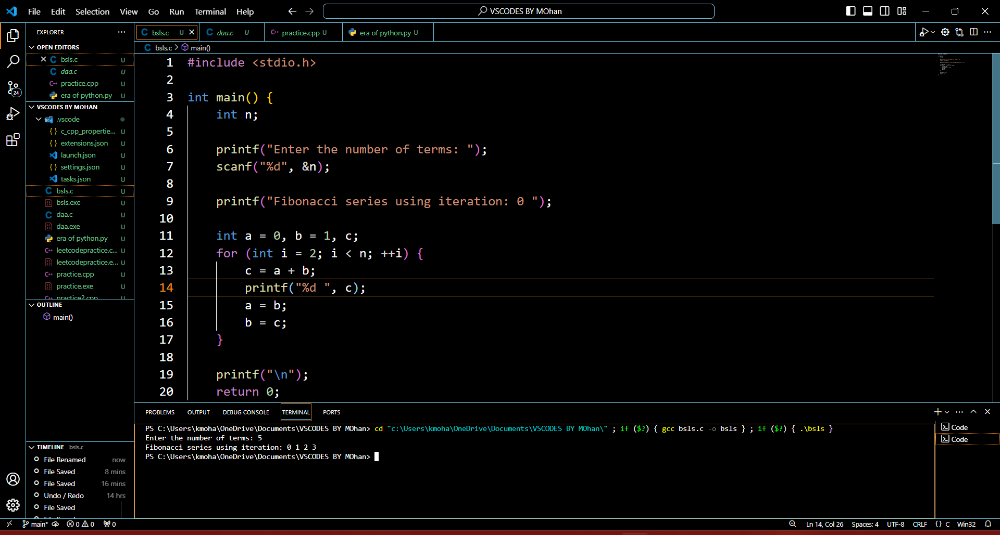 File Edit Selection View Go Run Terminal Help
VSCODES BY MOhan
EXPLORER
OPEN EDITORS
bsls.c U
daa.c U
practice.cpp U
era of python.py U
VSCODES BY MOHAN
.vscode
c_cpp_propertie... U
extensions.json U
launch.json U
settings.json U
tasks.json U
bsls.c U
bsls.exe U
daa.c U
daa.exe U
era of python.py U
leetcodepractice.c... U
leetcodepractice.e... U
practice.cpp U
practice.exe U
practice2.cpp U
OUTLINE
main()
TIMELINE bsls.c
File Renamed now
File Saved 8 mins
File Saved 16 mins
Undo / Redo 14 hrs
File Saved
24
bsls.c U
daa.c U
practice.cpp U
era of python.py U
bsls.c > main()
1 #include <stdio.h>
2
3 int main() {
4 int n;
5
6 printf("Enter the number of terms: ");
7 scanf("%d", &n);
8
9 printf("Fibonacci series using iteration: 0 ");
10
11 int a = 0, b = 1, c;
12 for (int i = 2; i < n; ++i) {
13 c = a + b;
14 printf("%d ", c);
15 a = b;
16 b = c;
17 }
18
19 printf("\n");
20 return 0;
PROBLEMS OUTPUT DEBUG CONSOLE TERMINAL PORTS
PS C:\Users\kmoha\OneDrive\Documents\VSCODES BY MOhan> cd "c:\Users\kmoha\OneDrive\Documents\VSCODES BY MOhan\" ; if ($?) { gcc bsls.c -o bsls } ; if ($?) { .\bsls }
Enter the number of terms: 5
Fibonacci series using iteration: 0 1 2 3
PS C:\Users\kmoha\OneDrive\Documents\VSCODES BY MOhan>
Code
Code
main* 0 0 0
Ln 14, Col 26 Spaces: 4 UTF-8 CRLF {} C Win32